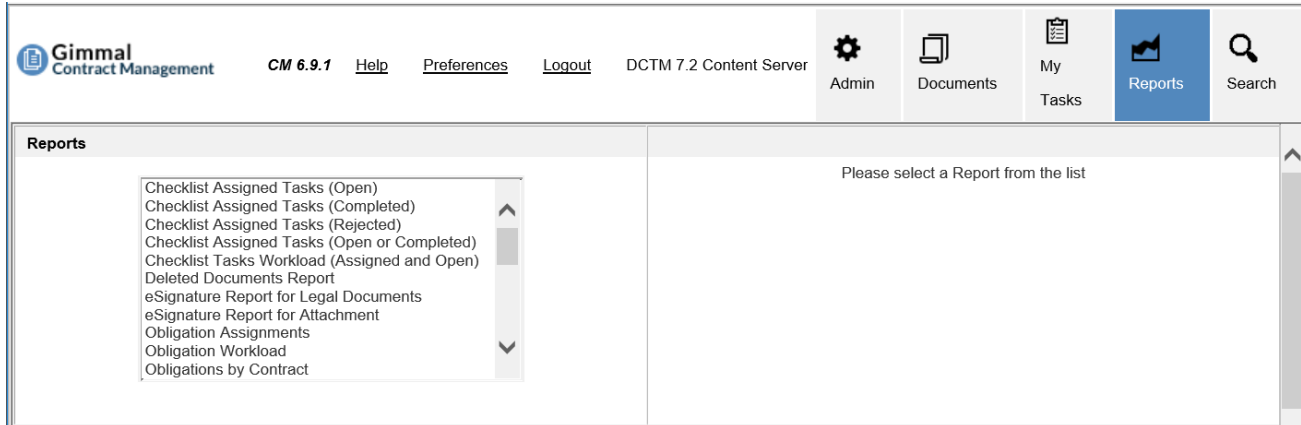 Gimmal
Contract Management
CM 6.9.1 Help Preferences Logout DCTM 7.2 Content Server
Admin
Documents
My
Tasks
Reports
Search
Reports
Checklist Assigned Tasks (Open)
Checklist Assigned Tasks (Completed)
Checklist Assigned Tasks (Rejected)
Checklist Assigned Tasks (Open or Completed)
Checklist Tasks Workload (Assigned and Open)
Deleted Documents Report
eSignature Report for Legal Documents
eSignature Report for Attachment
Obligation Assignments
Obligation Workload
Obligations by Contract
Please select a Report from the list